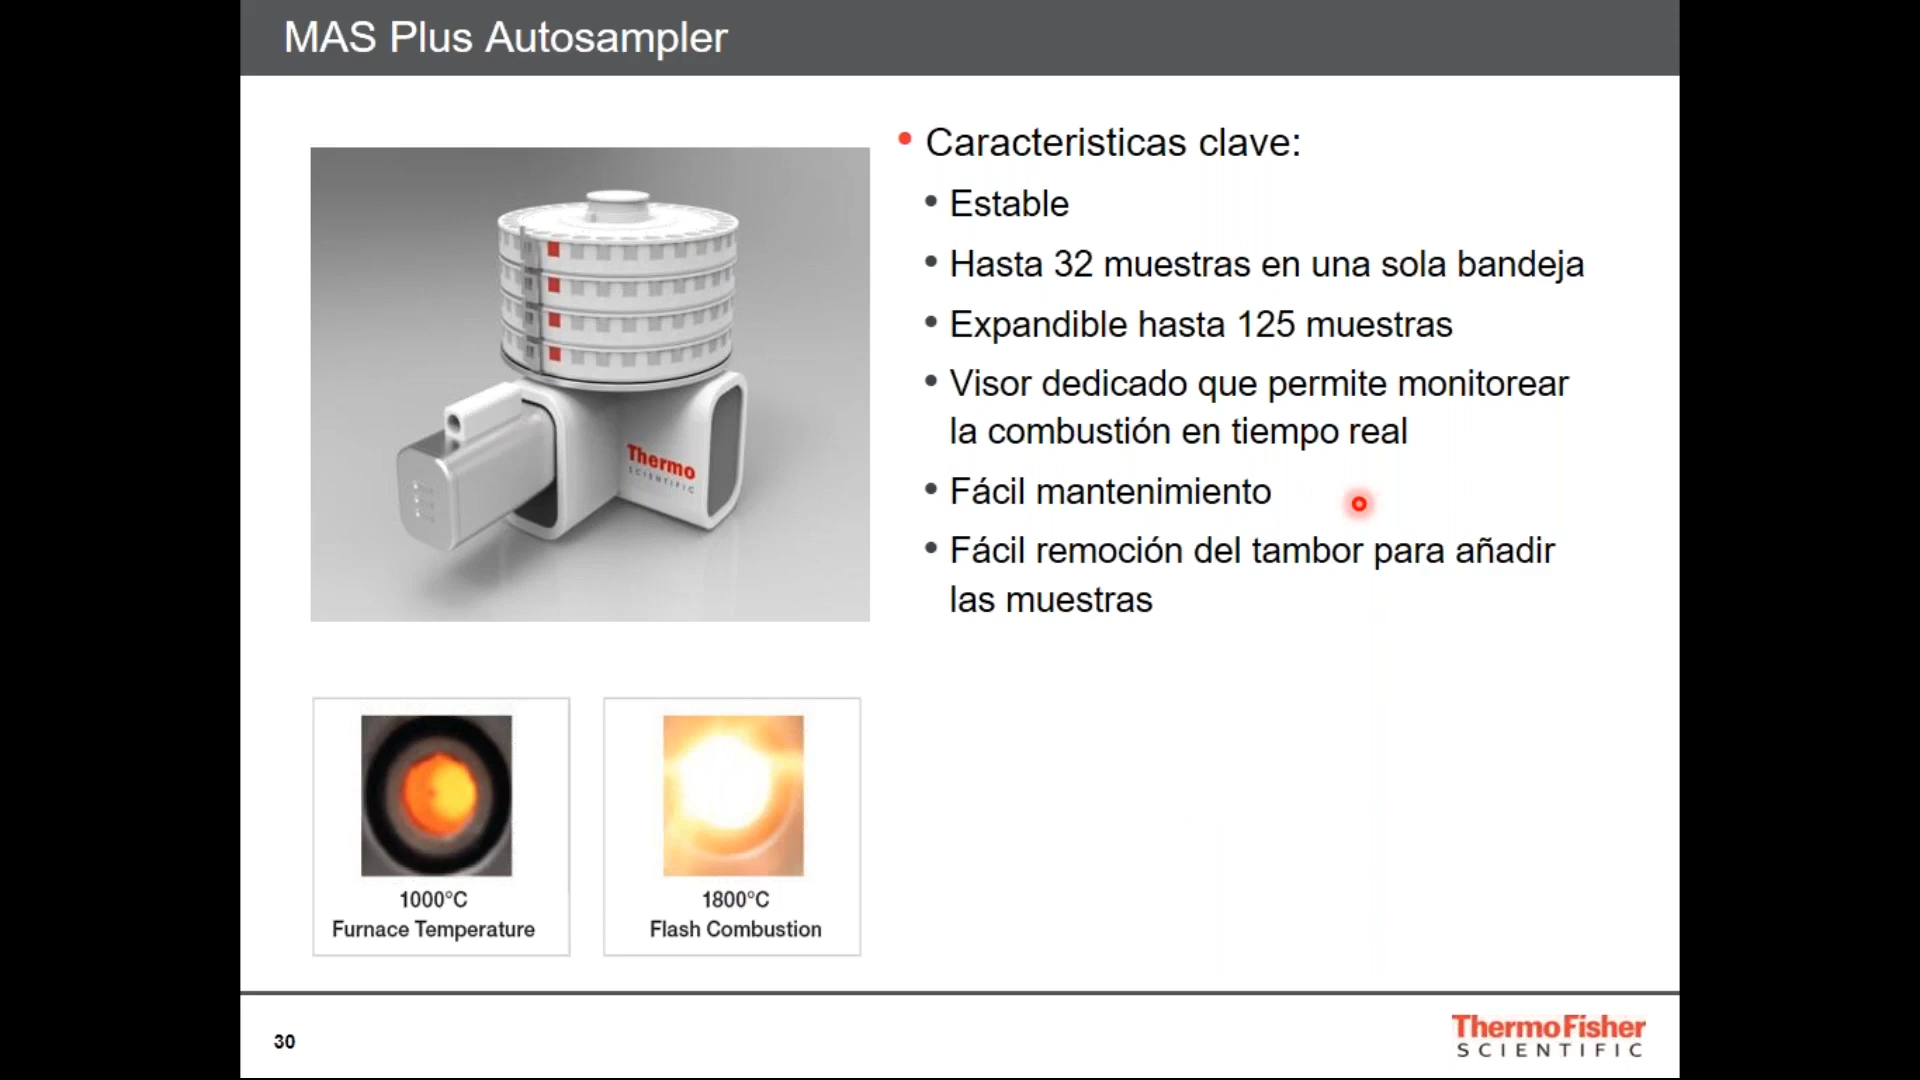 MAS Plus Autosampler
• Caracteristicas clave:
• Estable
• Hasta 32 muestras en una sola bandeja
• Expandible hasta 125 muestras
• Visor dedicado que permite monitorear
la combustión en tiempo real
• Fácil mantenimiento
• Fácil remoción del tambor para añadir
las muestras
Thermo
SCIENTIFIC
1000°C
Furnace Temperature
1800°C
Flash Combustion
30
ThermoFisher
SCIENTIFIC